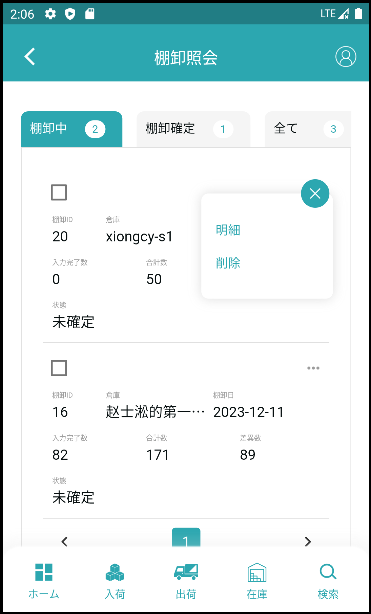 2:06 LTE
棚卸照会
棚卸中 2 棚卸確定 1 全て 3
棚卸ID 倉庫
20 xiongcy-s1
明細
削除
入力完了数 合計数
0 50
状態
未確定
棚卸ID 倉庫 棚卸日
16 赵士淞的第一… 2023-12-11
入力完了数 合計数 差異数
82 171 89
状態
未確定
1
ホーム 入荷 出荷 在庫 検索